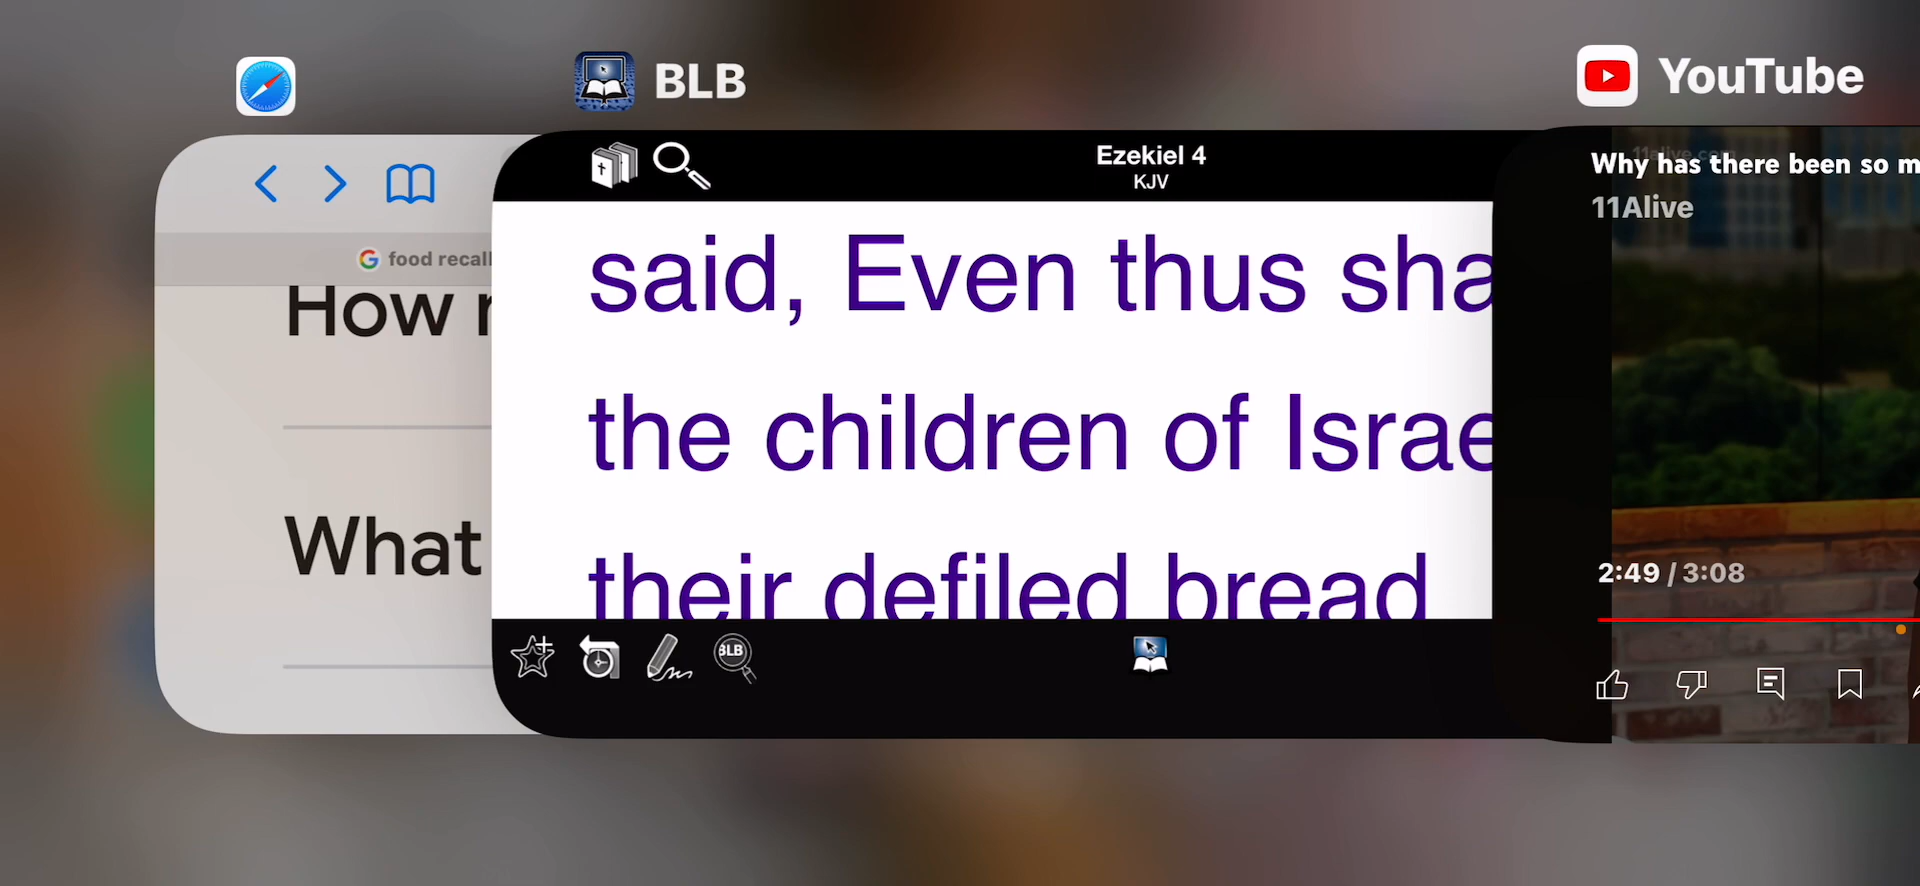 BLB
YouTube
food recall
How
What
Ezekiel 4
KJV
said, Even thus sha
the children of Israe
their defiled bread
BLB
Why has there been so m
11Alive
2:49 / 3:08